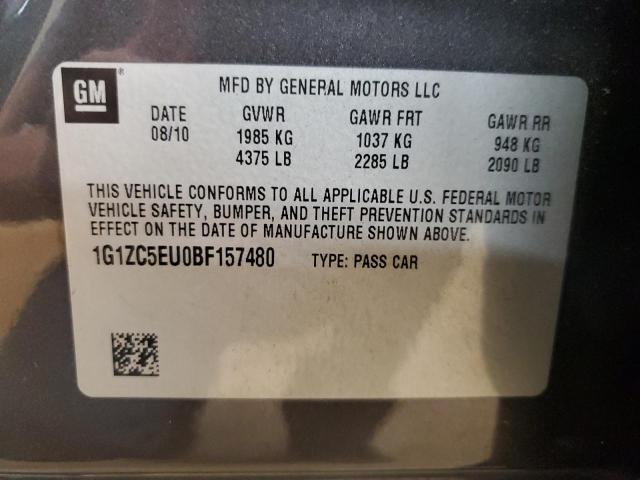 GM ®
MFD BY GENERAL MOTORS LLC
DATE GVWR GAWR FRT GAWR RR
08/10 1985 KG 1037 KG 948 KG
4375 LB 2285 LB 2090 LB
THIS VEHICLE CONFORMS TO ALL APPLICABLE U.S. FEDERAL MOTOR
VEHICLE SAFETY, BUMPER, AND THEFT PREVENTION STANDARDS IN
EFFECT ON THE DATE OF MANUFACTURE SHOWN ABOVE.
1G1ZC5EU0BF157480 TYPE: PASS CAR